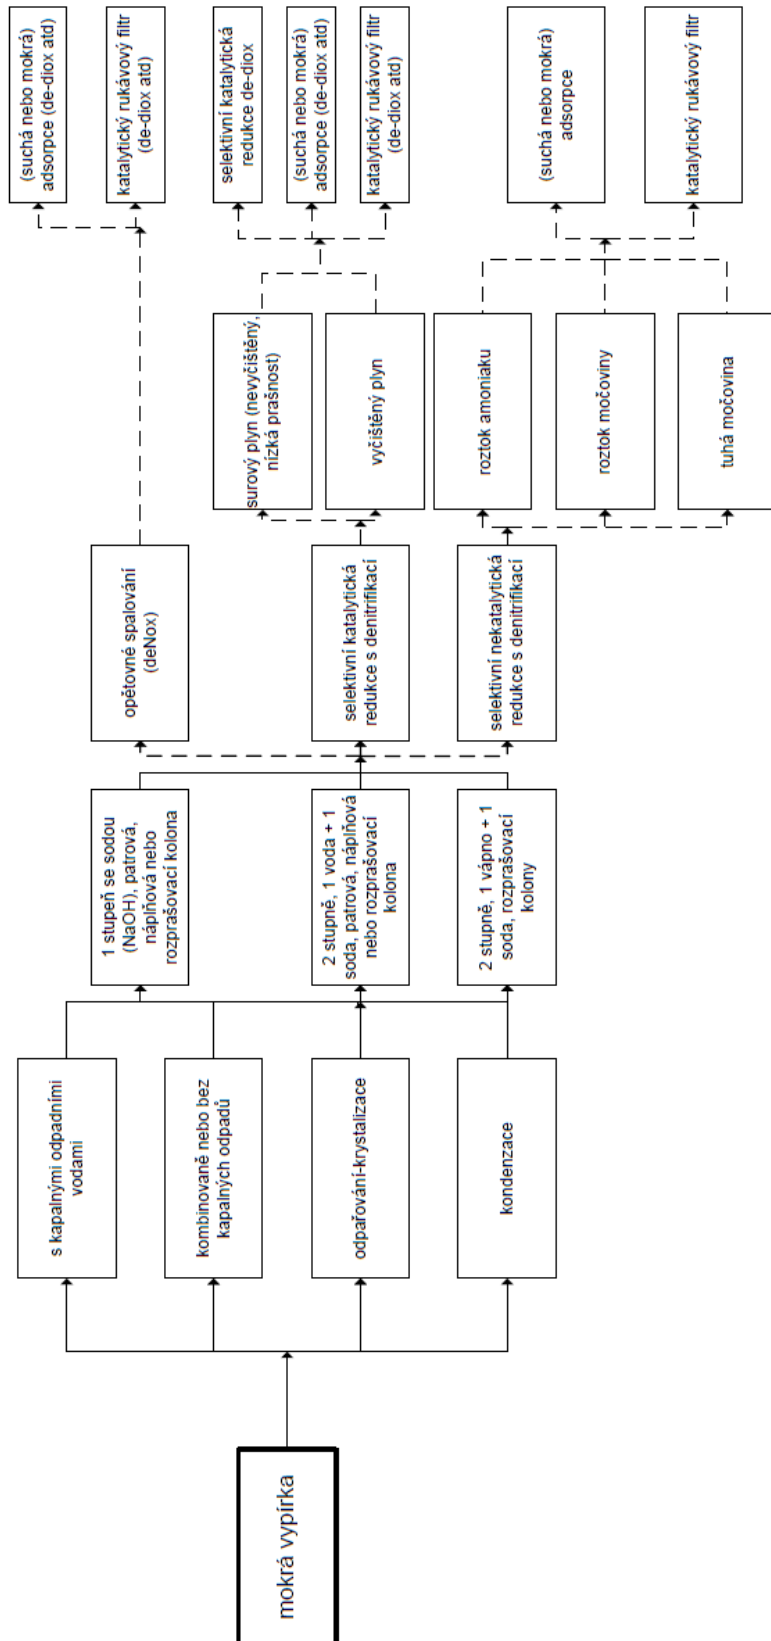 mokrá vypírka
s kapalnými odpadními
vodami
kombinovaně nebo bez
kapalných odpadů
odpařování-krystalizace
kondenzace
1 stupeň se sodou
(NaOH), patrová,
náplňová nebo
rozprašovací kolona
2 stupně, 1 voda + 1
soda, patrová, náplňová
nebo rozprašovací
kolona
2 stupně, 1 vápno + 1
soda, rozprašovací
kolony
opětovné spalování
(deNox)
selektivní katalytická
redukce s denitrifikací
selektivní nekatalytická
redukce s denitrifikací
surový plyn (nevyčištěný,
nízká prašnost)
vyčištěný plyn
roztok amoniaku
roztok močoviny
tuhá močovina
(suchá nebo mokrá)
adsorpce (de-diox atd)
katalytický rukávový filtr
(de-diox atd)
selektivní katalytická
redukce de-diox
(suchá nebo mokrá)
adsorpce (de-diox atd)
katalytický rukávový filtr
(de-diox atd)
(suchá nebo mokrá)
adsorpce
katalytický rukávový filtr